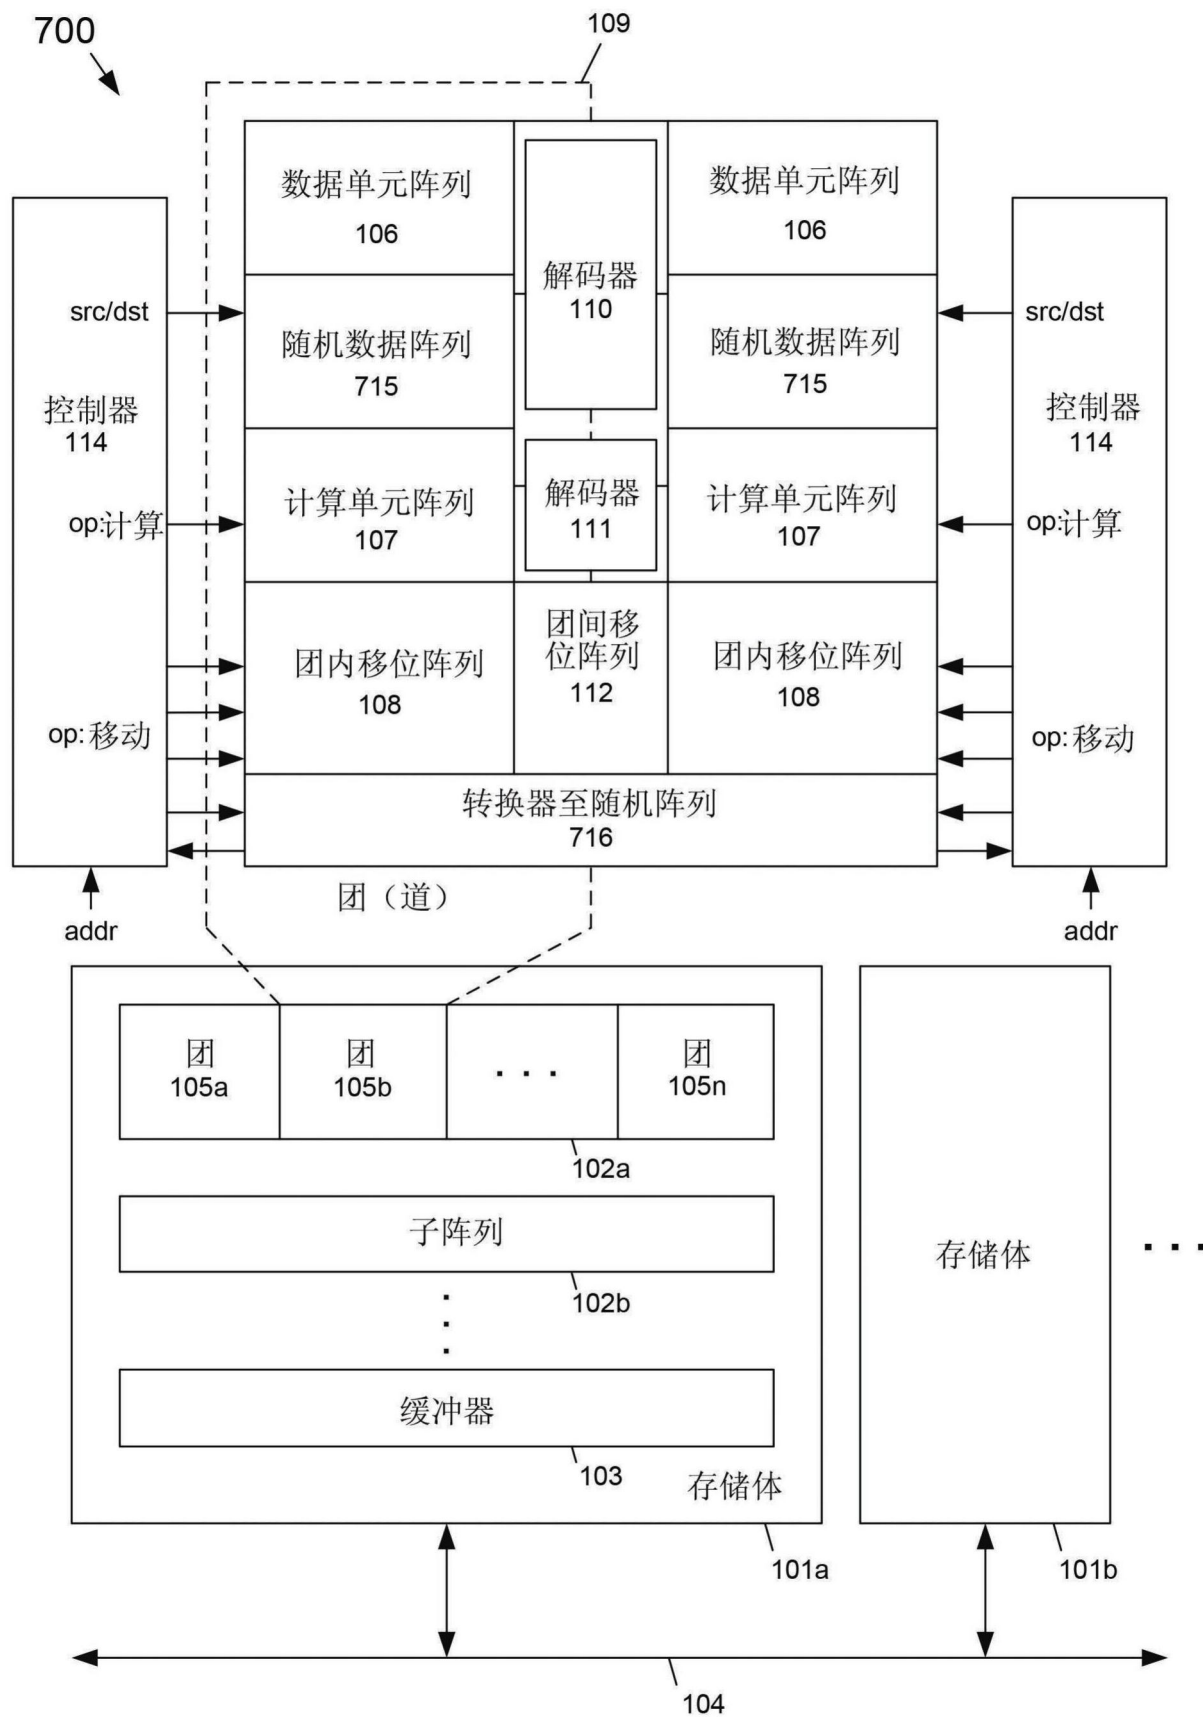 700
109
数据单元阵列
106
数据单元阵列
106
解码器
110
src/dst
src/dst
随机数据阵列
715
随机数据阵列
715
控制器
114
控制器
114
计算单元阵列
107
解码器
111
计算单元阵列
107
op:计算
op:计算
团内移位阵列
108
团间移
位阵列
112
团内移位阵列
108
op:移动
op:移动
转换器至随机阵列
716
团（道）
addr
addr
团
105a
团
105b
...
团
105n
102a
子阵列
102b
存储体
...
...
缓冲器
103
存储体
101a
101b
104